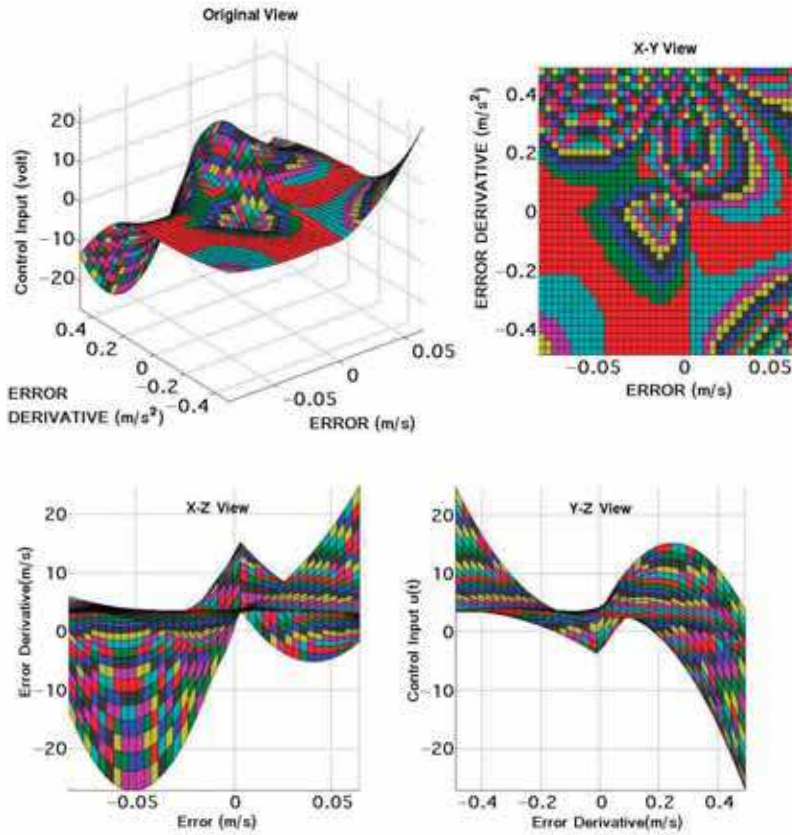 Original View
20
10
0
−10
−20
Control Input (volt)
0.4
0.2
0
−0.2
−0.4
ERROR
DERIVATIVE (m/s²)
−0.05
0
0.05
ERROR (m/s)
X-Y View
0.4
0.2
0
−0.2
−0.4
ERROR DERIVATIVE (m/s²)
−0.05
0
0.05
ERROR (m/s)
X-Z View
20
10
0
−10
−20
Error Derivative(m/s)
−0.05
0
0.05
Error (m/s)
Y-Z View
20
10
0
−10
−20
Control Input u(t)
-0.4
-0.2
0
0.2
0.4
Error Derivative(m/s)